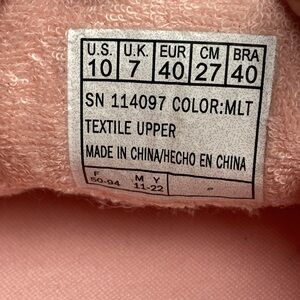 U.S. U.K. EUR CM BRA
10 7 40 27 40
SN 114097 COLOR:MLT
TEXTILE UPPER
MADE IN CHINA/HECHO EN CHINA
F M Y
50-94 11-22